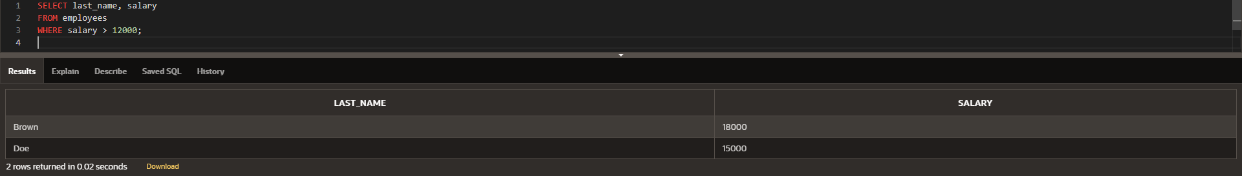 1 SELECT last_name, salary
2 FROM employees
3 WHERE salary > 12000;
4
Results Explain Describe Saved SQL History
LAST_NAME SALARY
Brown 18000
Doe 15000
2 rows returned in 0.02 seconds Download